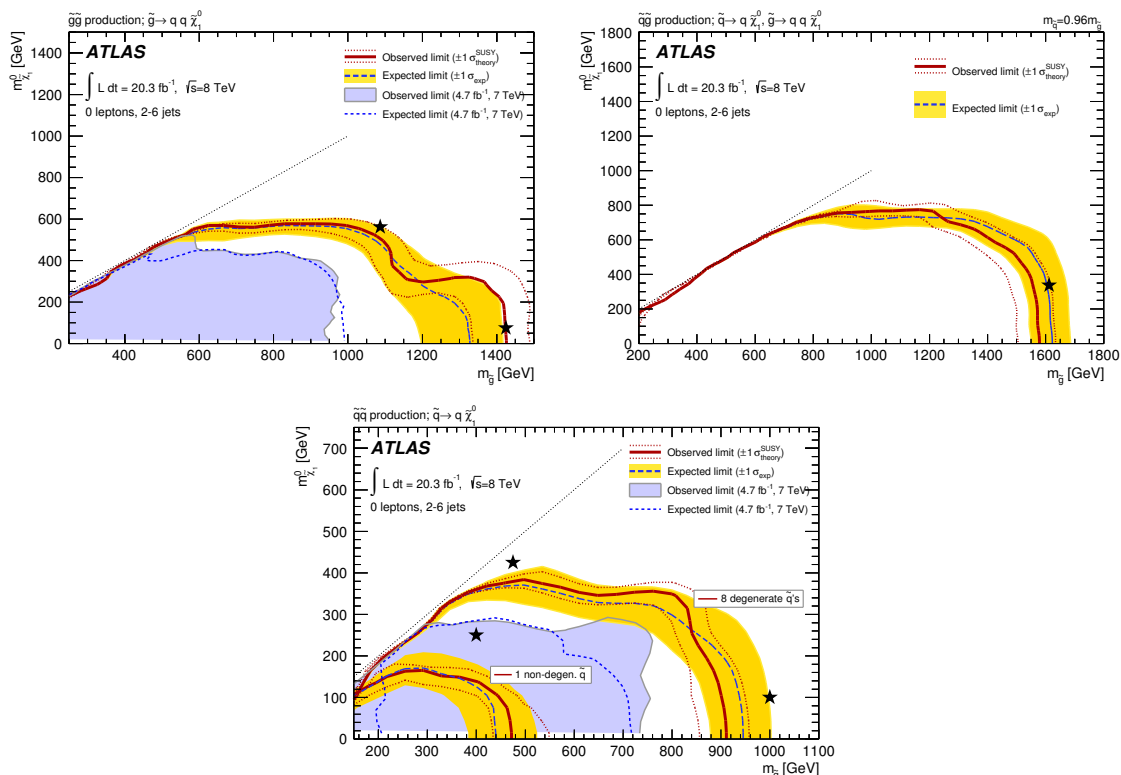 g̃g̃ production; g̃→ q q χ̃₁⁰
m_χ̃₁⁰ [GeV]
1400
1200
1000
800
600
400
200
0
ATLAS
∫ L dt = 20.3 fb⁻¹, √s=8 TeV
0 leptons, 2-6 jets
Observed limit (±1 σ^SUSY_theory)
Expected limit (±1 σ_exp)
Observed limit (4.7 fb⁻¹, 7 TeV)
Expected limit (4.7 fb⁻¹, 7 TeV)
400 600 800 1000 1200 1400
m_g̃ [GeV]
q̃g̃ production; q̃→ q χ̃₁⁰, g̃→ q q χ̃₁⁰ m_q̃=0.96m_g̃
m_χ̃₁⁰ [GeV]
1800
1600
1400
1200
1000
800
600
400
200
0
ATLAS
∫ L dt = 20.3 fb⁻¹, √s=8 TeV
0 leptons, 2-6 jets
Observed limit (±1 σ^SUSY_theory)
Expected limit (±1 σ_exp)
200 400 600 800 1000 1200 1400 1600 1800
m_g̃ [GeV]
q̃q̃ production; q̃→ q χ̃₁⁰
m_χ̃₁⁰ [GeV]
700
600
500
400
300
200
100
0
ATLAS
∫ L dt = 20.3 fb⁻¹, √s=8 TeV
0 leptons, 2-6 jets
Observed limit (±1 σ^SUSY_theory)
Expected limit (±1 σ_exp)
Observed limit (4.7 fb⁻¹, 7 TeV)
Expected limit (4.7 fb⁻¹, 7 TeV)
8 degenerate q̃'s
1 non-degen. q̃
200 300 400 500 600 700 800 900 1000 1100
m_q̃ [GeV]